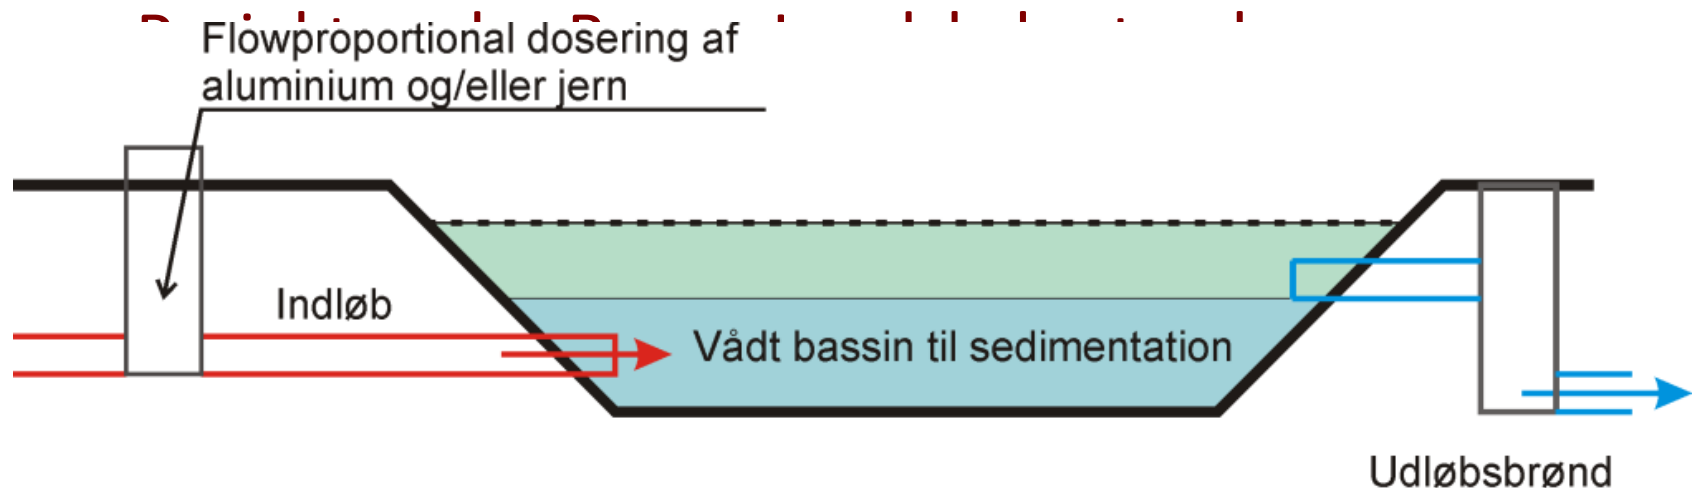 Flowproportional dosering af
aluminium og/eller jern
Indløb
Vådt bassin til sedimentation
Udløbsbrønd